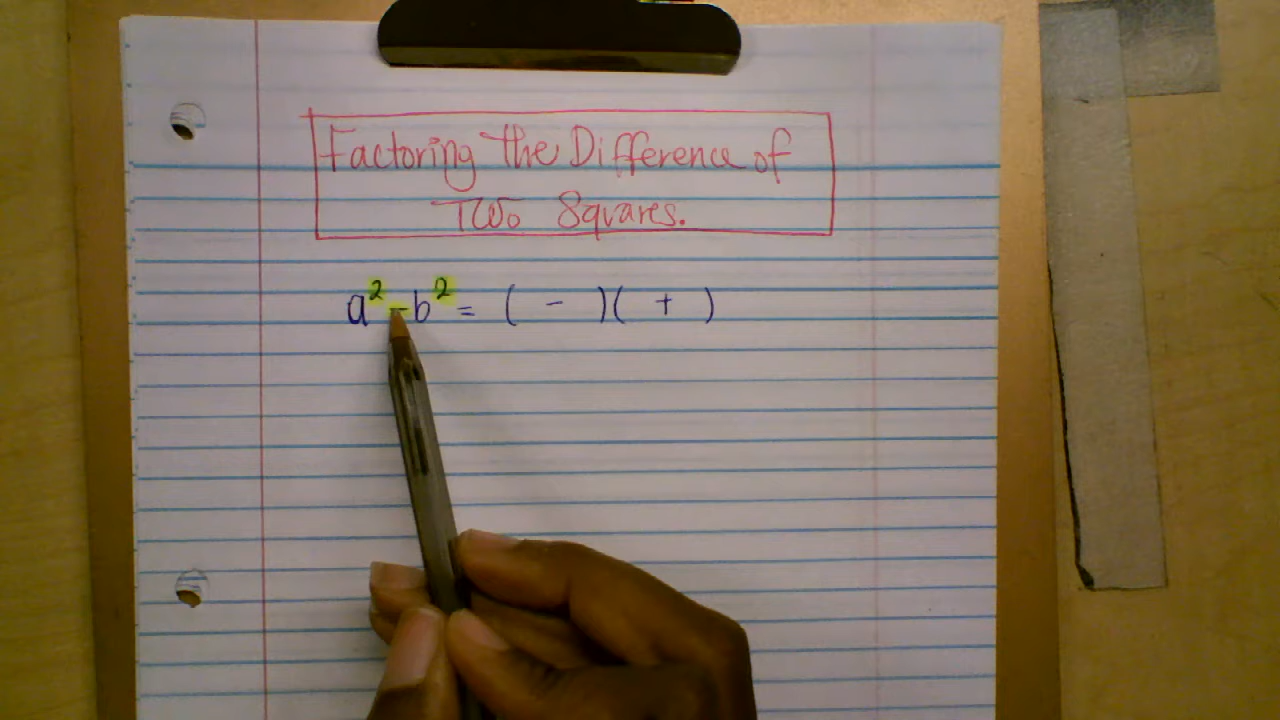 Factoring the Difference of
Two Squares.
a² - b² = ( - )( + )